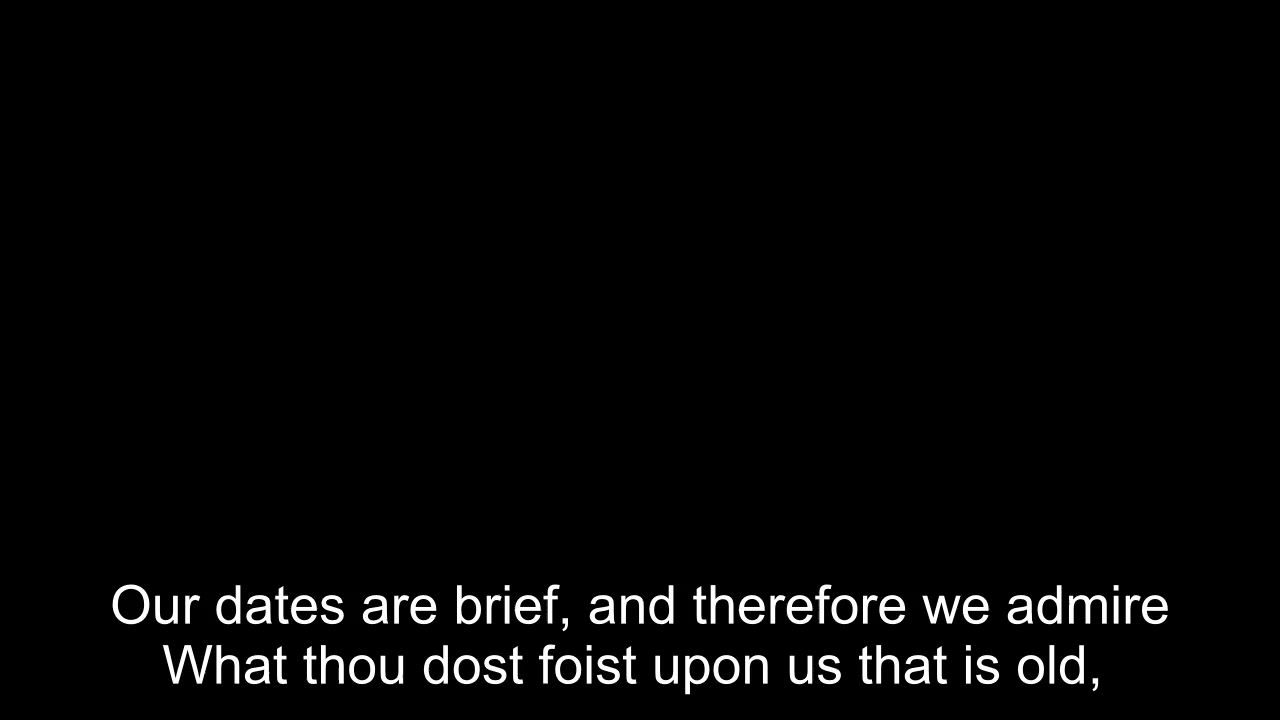 Our dates are brief, and therefore we admire
What thou dost foist upon us that is old,